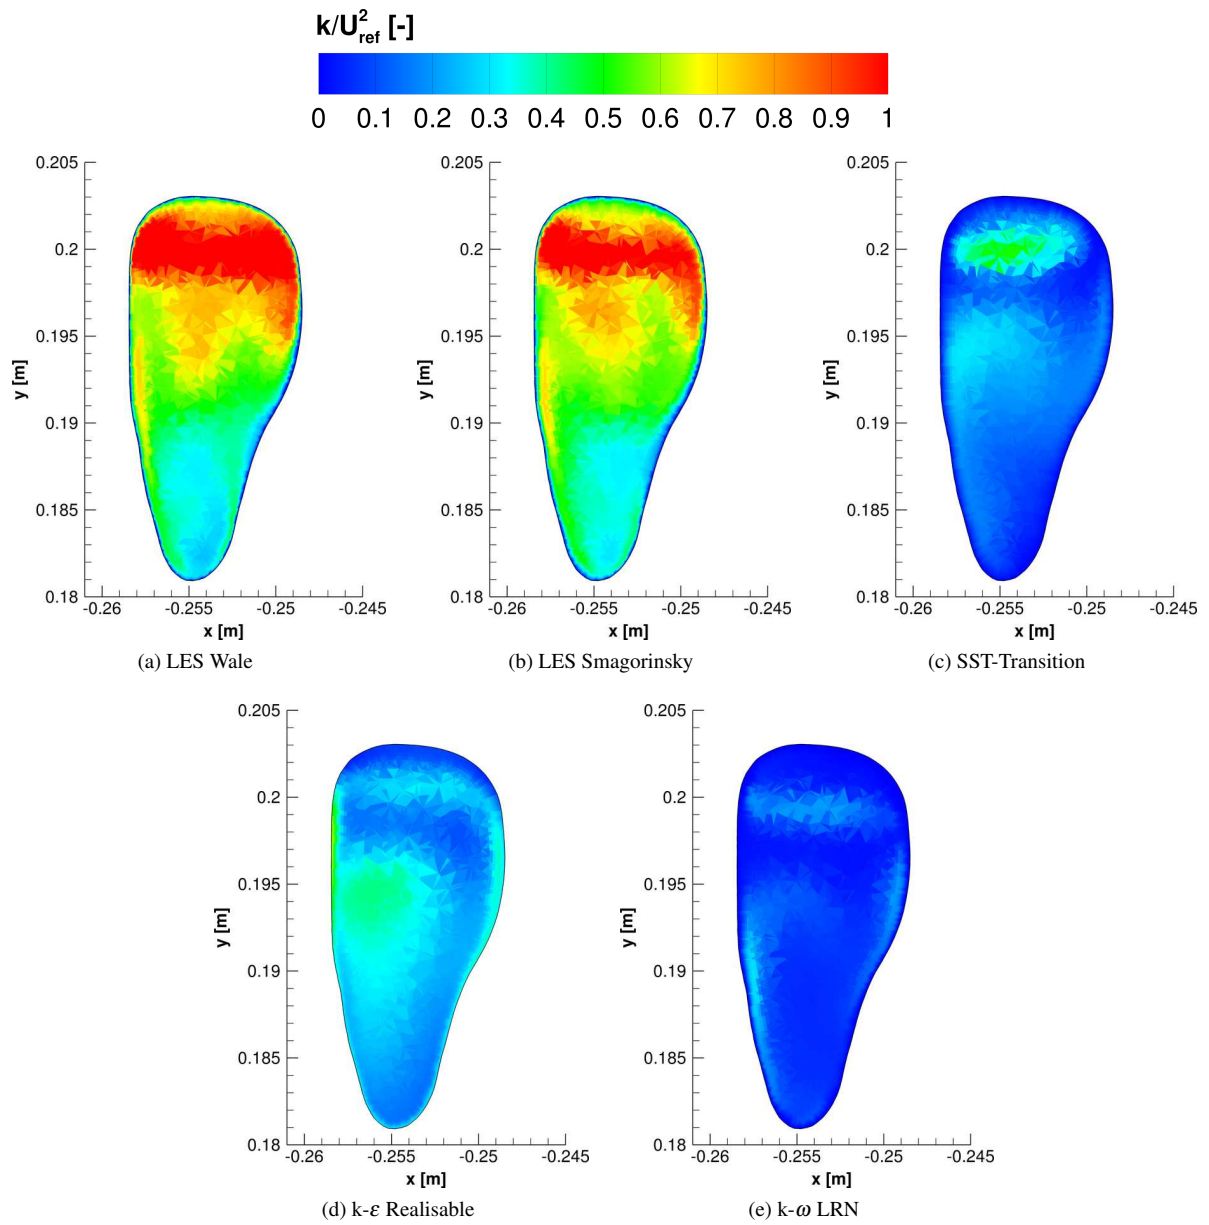 k/U²ref [-]
0 0.1 0.2 0.3 0.4 0.5 0.6 0.7 0.8 0.9 1
0.205
0.2
0.195
0.19
0.185
0.18
y [m]
-0.26 -0.255 -0.25 -0.245
x [m]
(a) LES Wale
0.205
0.2
0.195
0.19
0.185
0.18
y [m]
-0.26 -0.255 -0.25 -0.245
x [m]
(b) LES Smagorinsky
0.205
0.2
0.195
0.19
0.185
0.18
y [m]
-0.26 -0.255 -0.25 -0.245
x [m]
(c) SST-Transition
0.205
0.2
0.195
0.19
0.185
0.18
y [m]
-0.26 -0.255 -0.25 -0.245
x [m]
(d) k-ε Realisable
0.205
0.2
0.195
0.19
0.185
0.18
y [m]
-0.26 -0.255 -0.25 -0.245
x [m]
(e) k-ω LRN